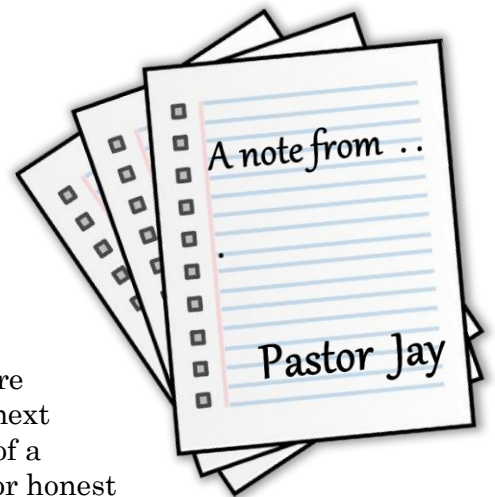 A note from . .
.
Pastor Jay
re
next
of a
or honest